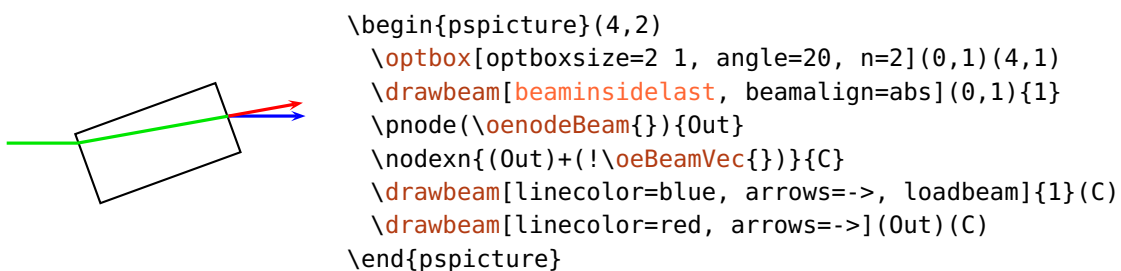 \begin{pspicture}(4,2)
\optbox[optboxsize=2 1, angle=20, n=2](0,1)(4,1)
\drawbeam[beaminsidelast, beamalign=abs](0,1){1}
\pnode(\oenodeBeam{}){Out}
\nodexn{(Out)+(!\oeBeamVec{})}{C}
\drawbeam[linecolor=blue, arrows=->, loadbeam]{1}(C)
\drawbeam[linecolor=red, arrows=->](Out)(C)
\end{pspicture}